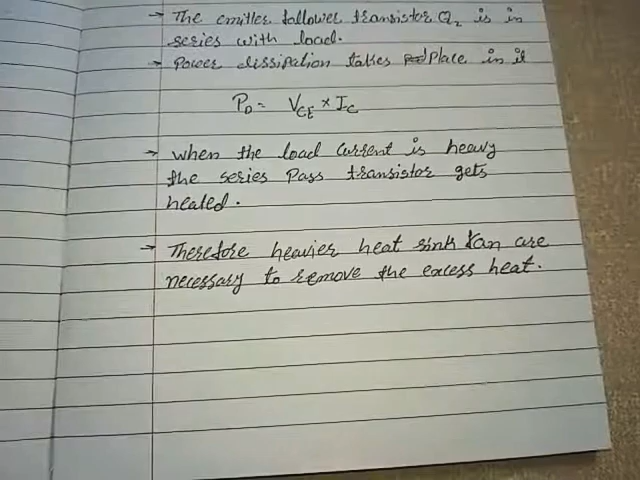 → The emitter follower transistor Q2 is in
series with load.
→ Power dissipation takes place in it
PD = VCE × IC
→ when the load current is heavy
the series pass transistor gets
heated.
→ Therefore heavier heat sink fan are
necessary to remove the excess heat.